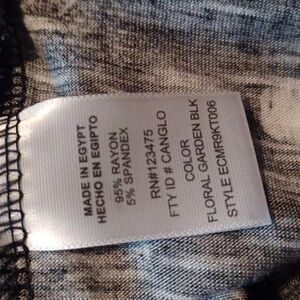 MADE IN EGYPT
HECHO EN EGIPTO
95% RAYON
5% SPANDEX
RN#123475
FTY ID # CANGLO
COLOR
FLORAL GARDEN BLK
STYLE ECMR9KT006